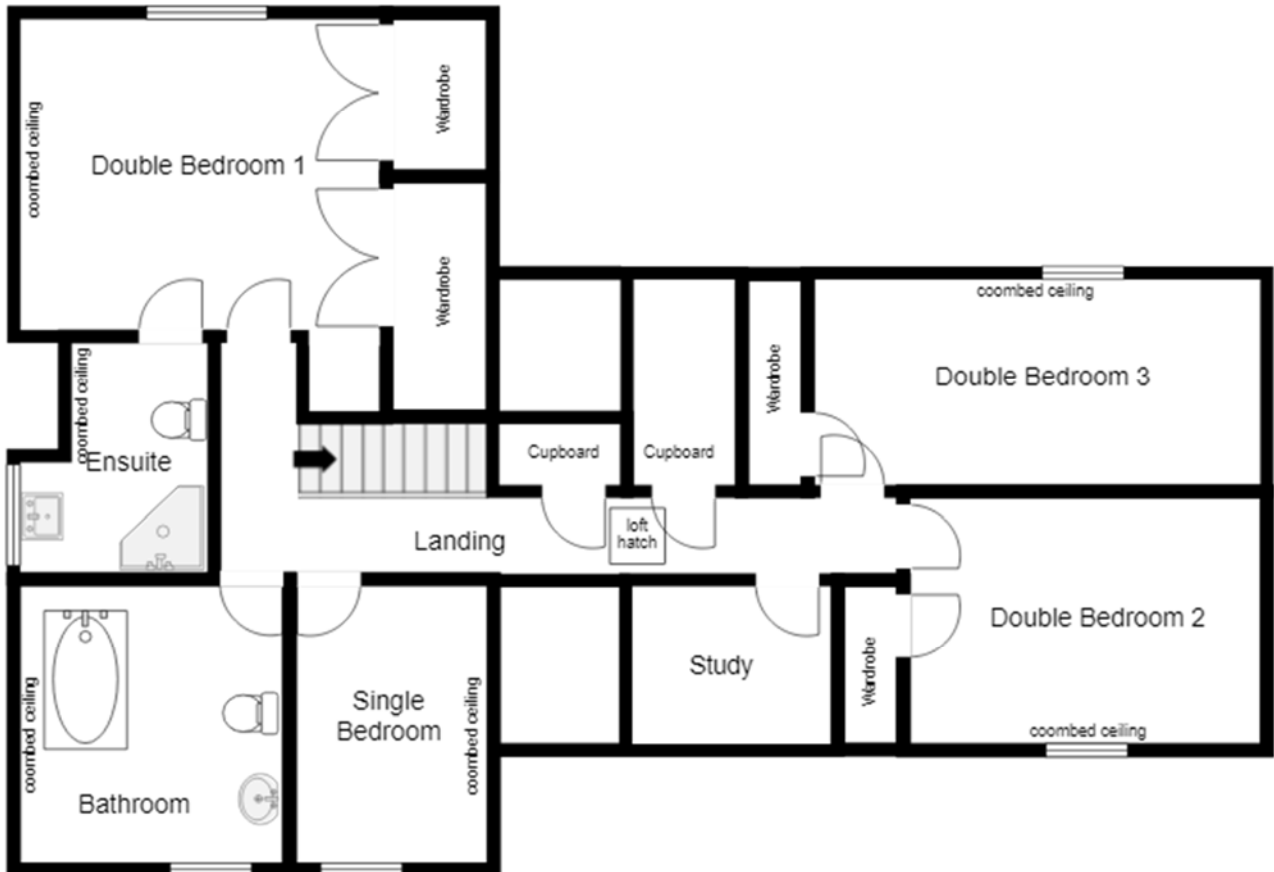 coombed ceiling
Double Bedroom 1
Wardrobe
Wardrobe
coombed ceiling
Ensuite
Cupboard
Cupboard
Wardrobe
coombed ceiling
Double Bedroom 3
Landing
loft
hatch
Double Bedroom 2
coombed ceiling
Wardrobe
Study
Single
Bedroom
coombed ceiling
coombed ceiling
Bathroom